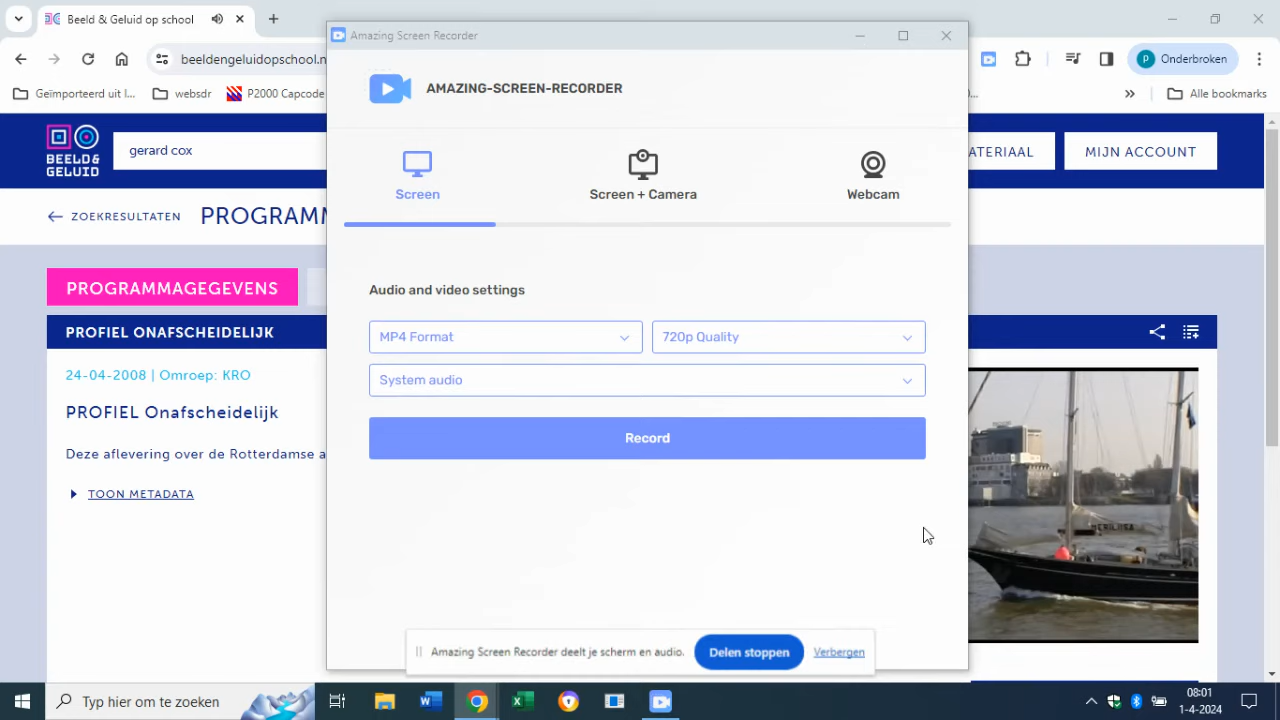 Beeld & Geluid op school
Amazing Screen Recorder
beeldengeluidopschool.n
Onderbroken
P
Geïmporteerd uit I...
websdr
P2000 Capcode
Alle bookmarks
AMAZING-SCREEN-RECORDER
BEELD&
GELUID
gerard cox
ATERIAAL
MIJN ACCOUNT
Screen
Screen + Camera
Webcam
ZOEKRESULTATEN
PROGRAMM
PROGRAMMAGEGEVENS
Audio and video settings
PROFIEL ONAFSCHEIDELIJK
MP4 Format
720p Quality
24-04-2008 | Omroep: KRO
System audio
PROFIEL Onafscheidelijk
Record
Deze aflevering over de Rotterdamse a
TOON METADATA
Amazing Screen Recorder deelt je scherm en audio.
Delen stoppen
Verbergen
Typ hier om te zoeken
08:01
1-4-2024